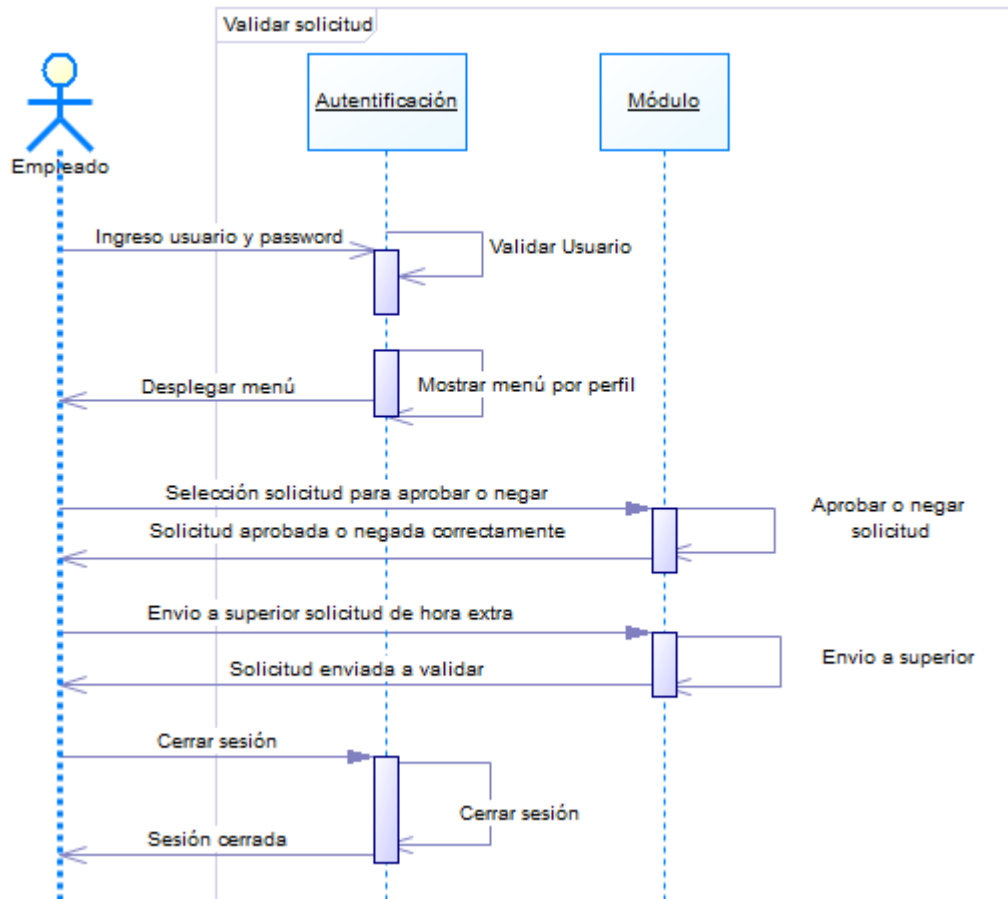 Validar solicitud
Autentificación
Módulo
Empleado
Ingreso usuario y password
Validar Usuario
Mostrar menú por perfil
Desplegar menú
Selección solicitud para aprobar o negar
Aprobar o negar
solicitud
Solicitud aprobada o negada correctamente
Envio a superior solicitud de hora extra
Envio a superior
Solicitud enviada a validar
Cerrar sesión
Cerrar sesión
Sesión cerrada